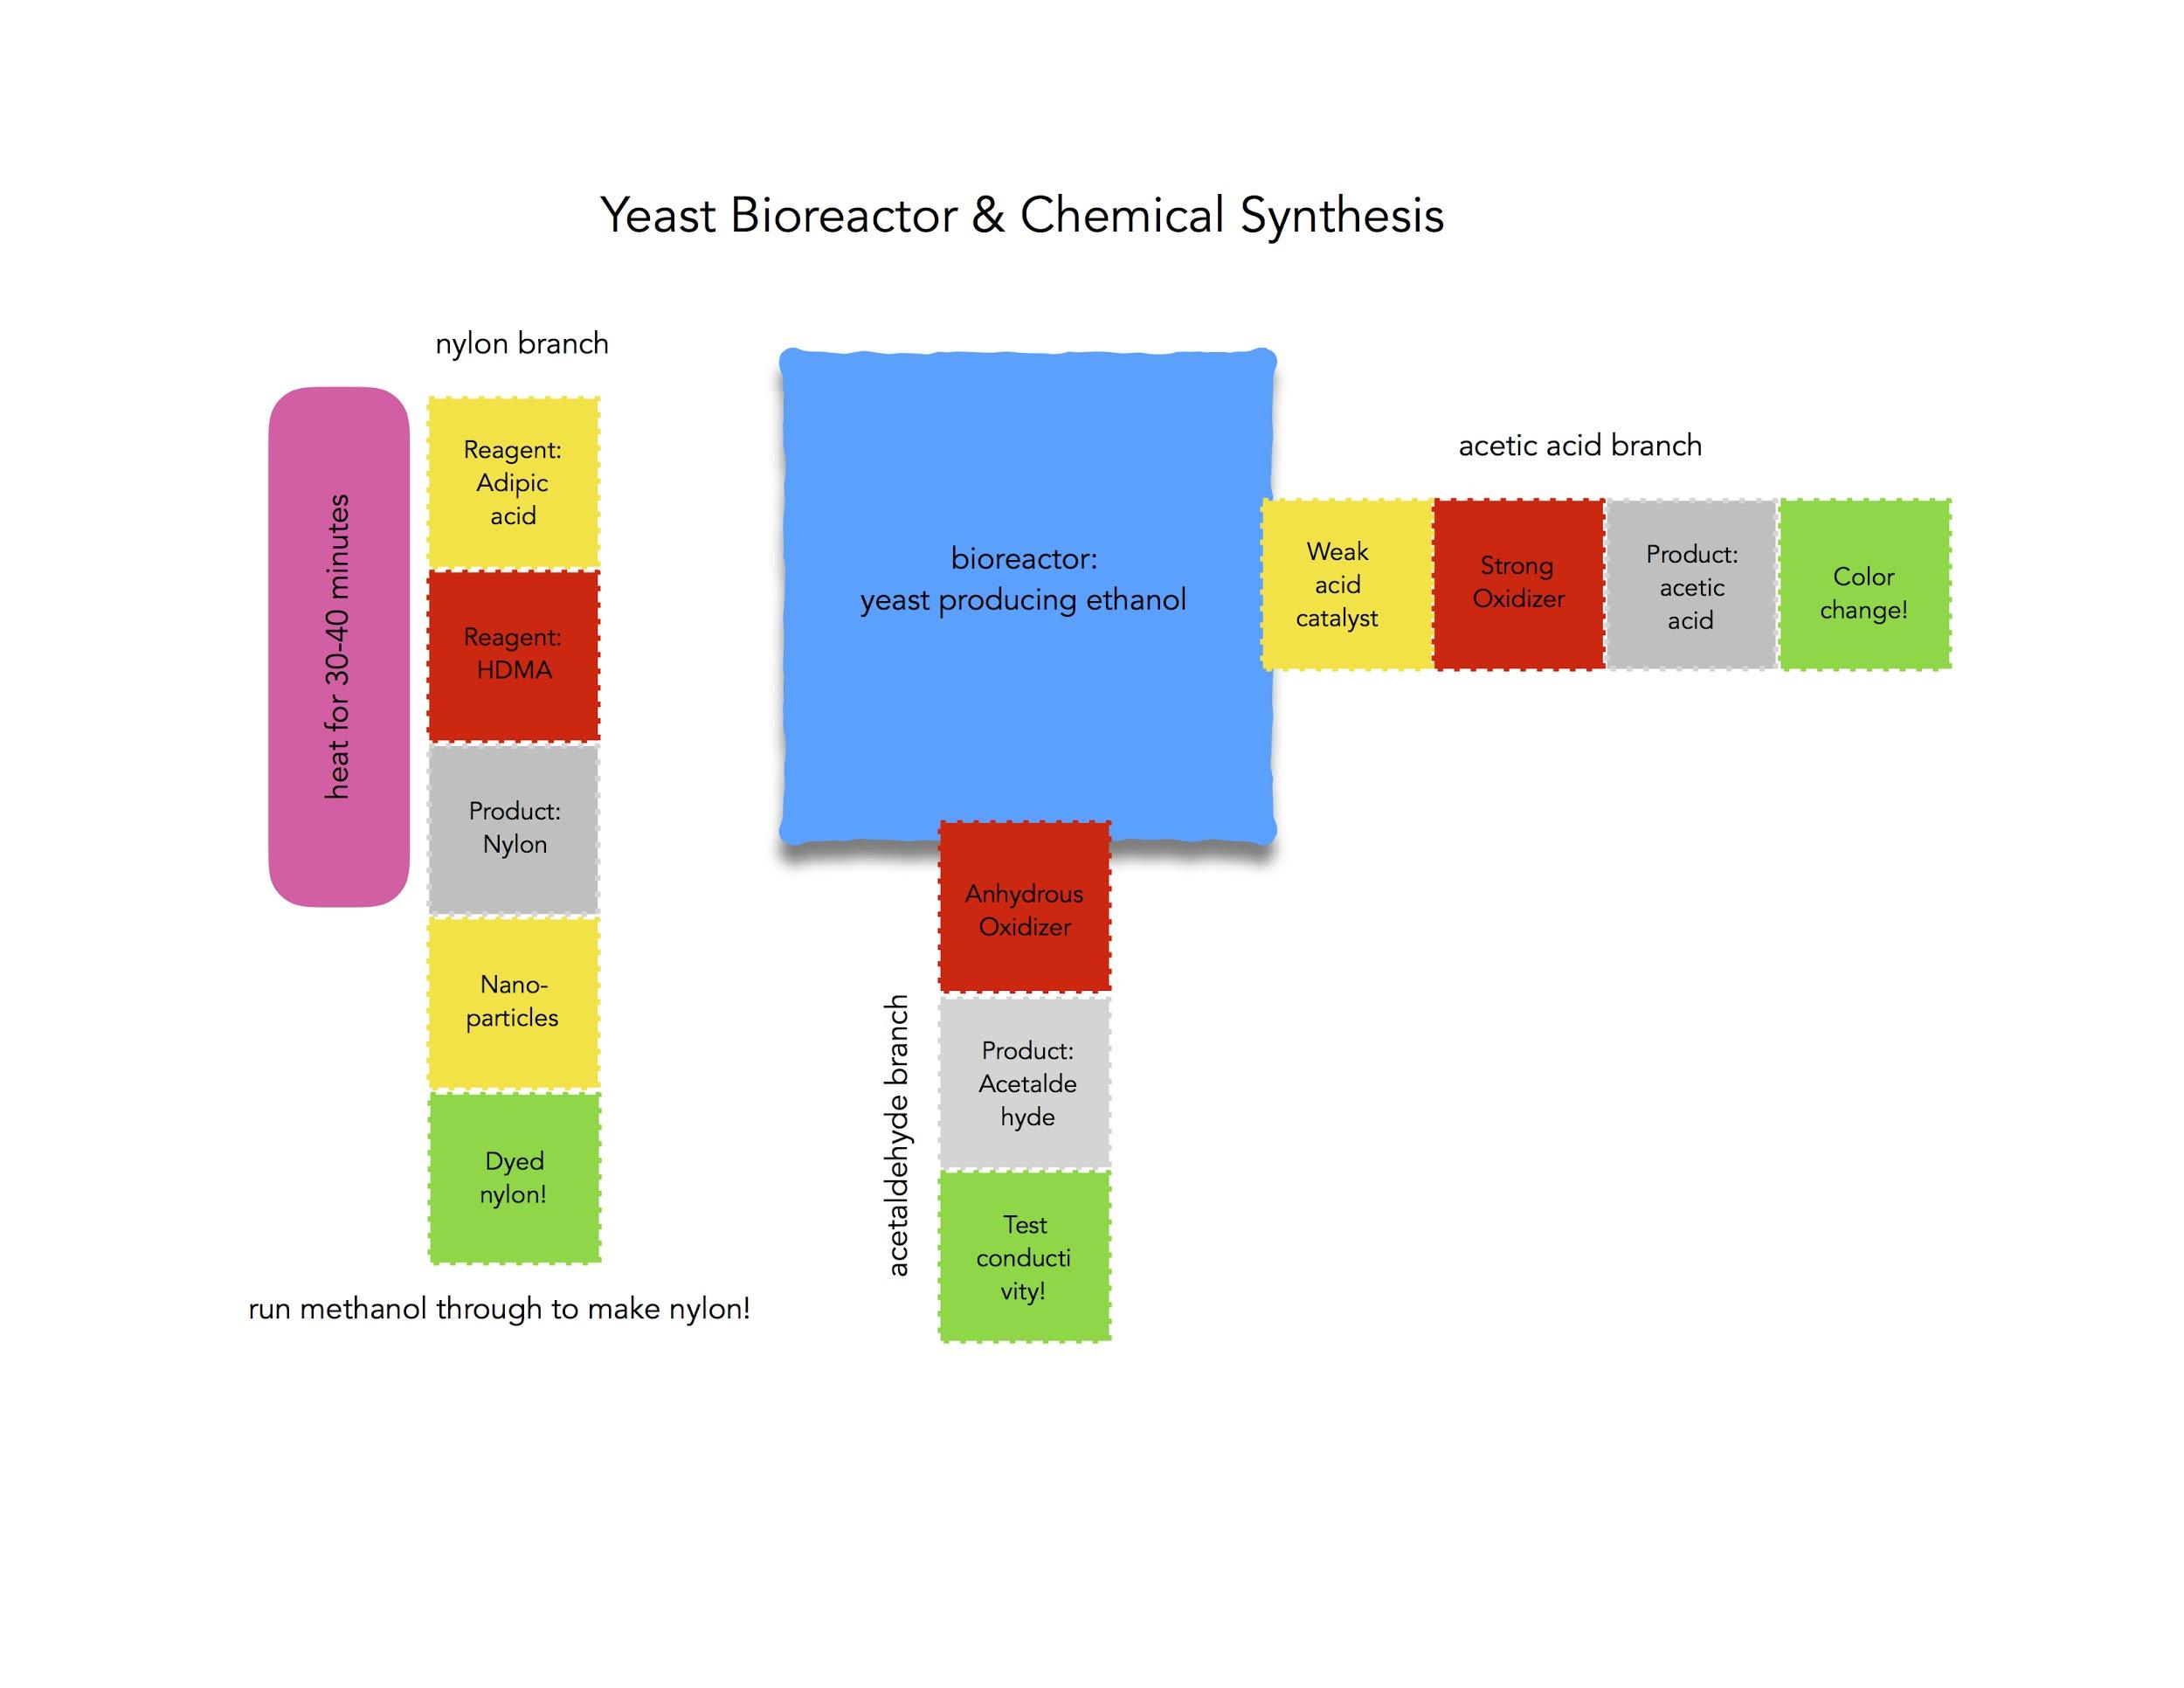 Yeast Bioreactor & Chemical Synthesis
nylon branch
heat for 30-40 minutes
Reagent:
Adipic
acid
Reagent:
HDMA
Product:
Nylon
Nano-
particles
Dyed
nylon!
run methanol through to make nylon!
bioreactor:
yeast producing ethanol
acetic acid branch
Weak
acid
catalyst
Strong
Oxidizer
Product:
acetic
acid
Color
change!
acetaldehyde branch
Anhydrous
Oxidizer
Product:
Acetalde
hyde
Test
conducti
vity!